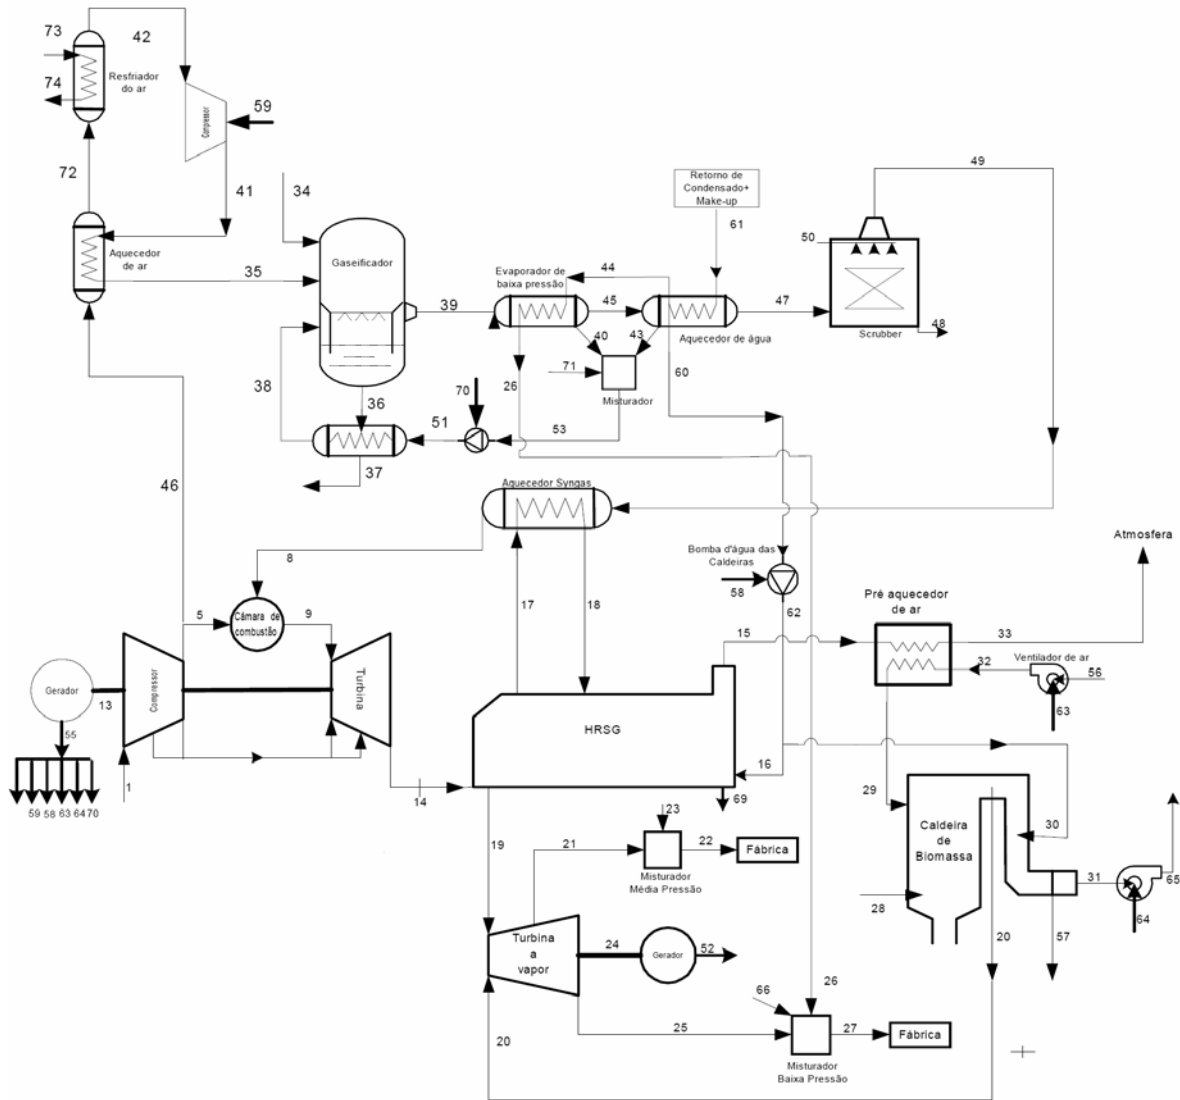 73
42
74
Resfriador
do ar
Compressor
59
72
41
34
49
Retorno de
Condensado+
Make-up
61
50
Aquecedor
de ar
35
Gaseificador
Evaporador de
baixa pressão
44
39
45
47
40
43
Aquecedor de água
Scrubber
48
38
71
26
60
Misturador
36
70
51
53
37
46
Aquecedor Syngas
Atmosfera
8
Bomba d'água das
Caldeiras
58
62
17
18
Pré aquecedor
de ar
5
Câmara de
combustão
9
15
33
32
Ventilador de ar
56
63
Gerador
13
Compressor
Turbina
HRSG
55
1
14
16
69
29
30
59 58 63 64 70
Caldeira
de
Biomassa
23
19
21
22
Fábrica
Misturador
Média Pressão
31
65
28
64
20
57
Turbina
a
vapor
24
Gerador
52
66
26
20
25
27
Fábrica
Misturador
Baixa Pressão